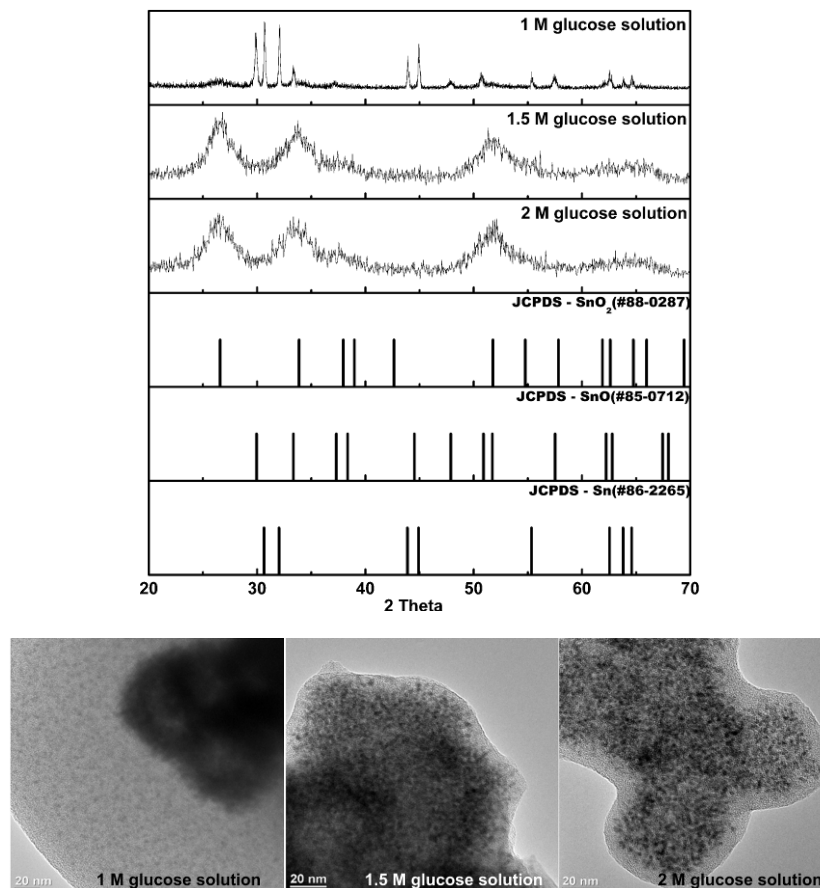 1 M glucose solution
1.5 M glucose solution
2 M glucose solution
JCPDS - SnO₂(#88-0287)
JCPDS - SnO(#85-0712)
JCPDS - Sn(#86-2265)
20 30 40 50 60 70
2 Theta
20 nm 1 M glucose solution
20 nm 1.5 M glucose solution
20 nm 2 M glucose solution